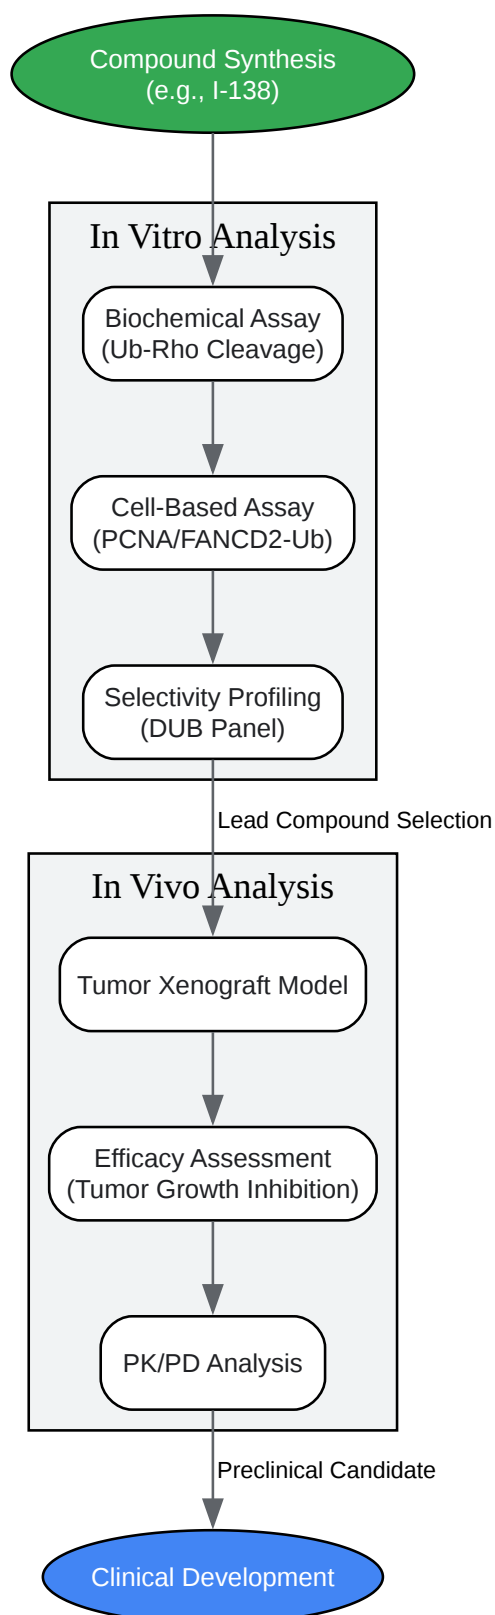 Compound Synthesis
(e.g., I-138)
In Vitro Analysis
Biochemical Assay
(Ub-Rho Cleavage)
Cell-Based Assay
(PCNA/FANCD2-Ub)
Selectivity Profiling
(DUB Panel)
Lead Compound Selection
In Vivo Analysis
Tumor Xenograft Model
Efficacy Assessment
(Tumor Growth Inhibition)
PK/PD Analysis
Preclinical Candidate
Clinical Development